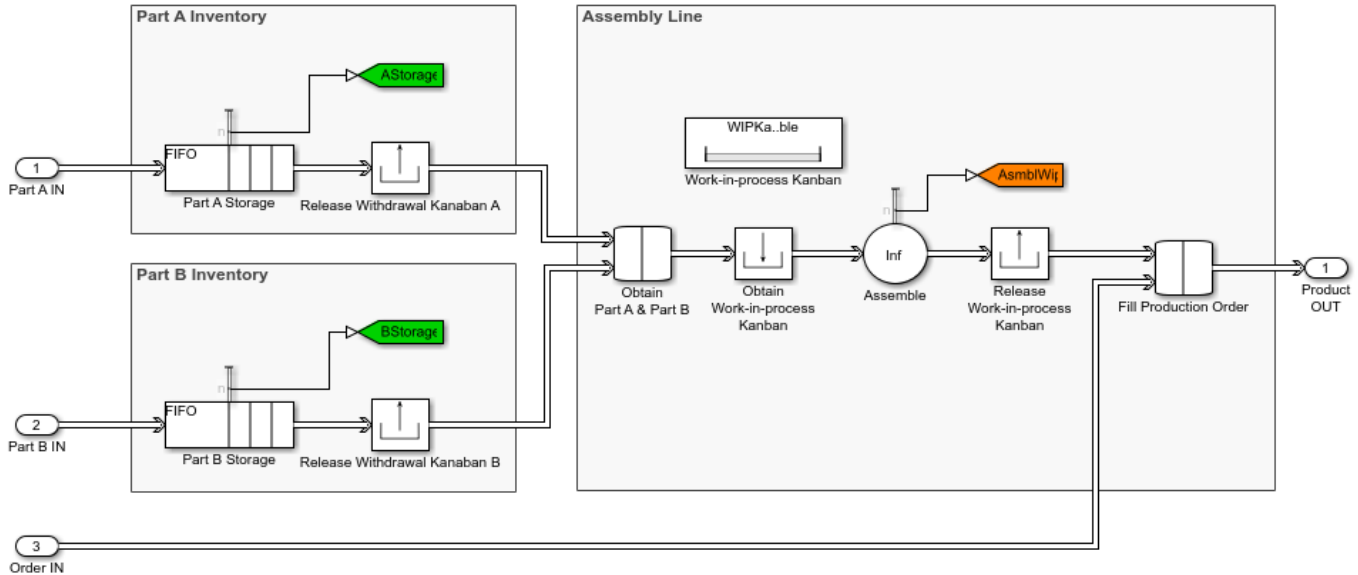 Part A Inventory
AStorage
n
FIFO
1
Part A IN
Part A Storage
Release Withdrawal Kanaban A
Part B Inventory
BStorage
n
FIFO
2
Part B IN
Part B Storage
Release Withdrawal Kanaban B
3
Order IN
Assembly Line
WIPKa..ble
Work-in-process Kanban
AsmblWip
n
Inf
Obtain
Part A & Part B
Obtain
Work-in-process
Kanban
Assemble
Release
Work-in-process
Kanban
Fill Production Order
1
Product
OUT